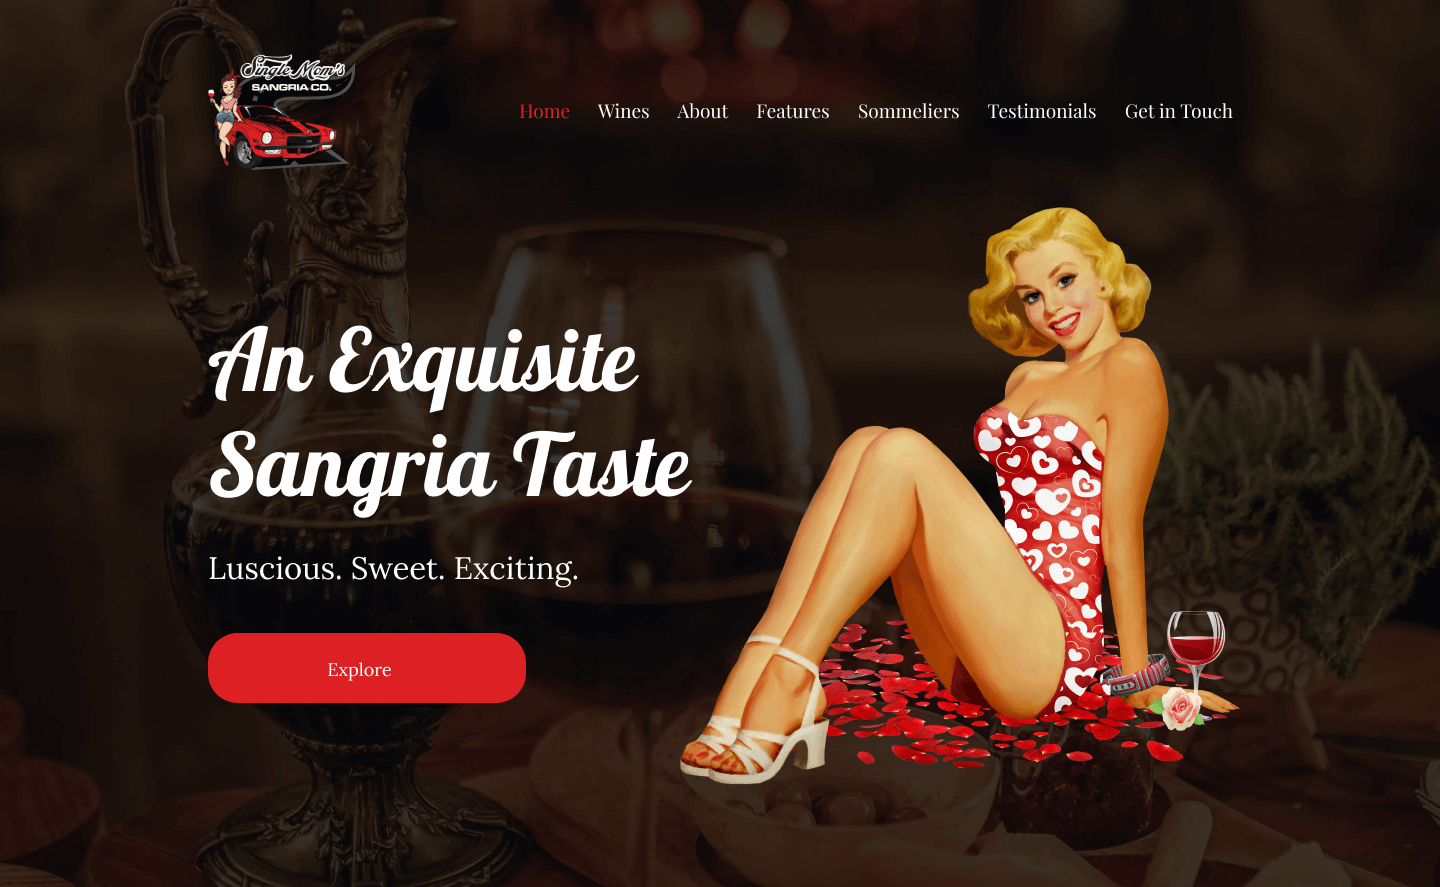 Single Mom's
SANGRIA CO.
Home Wines About Features Sommeliers Testimonials Get in Touch
An Exquisite
Sangria Taste
Luscious. Sweet. Exciting.
Explore